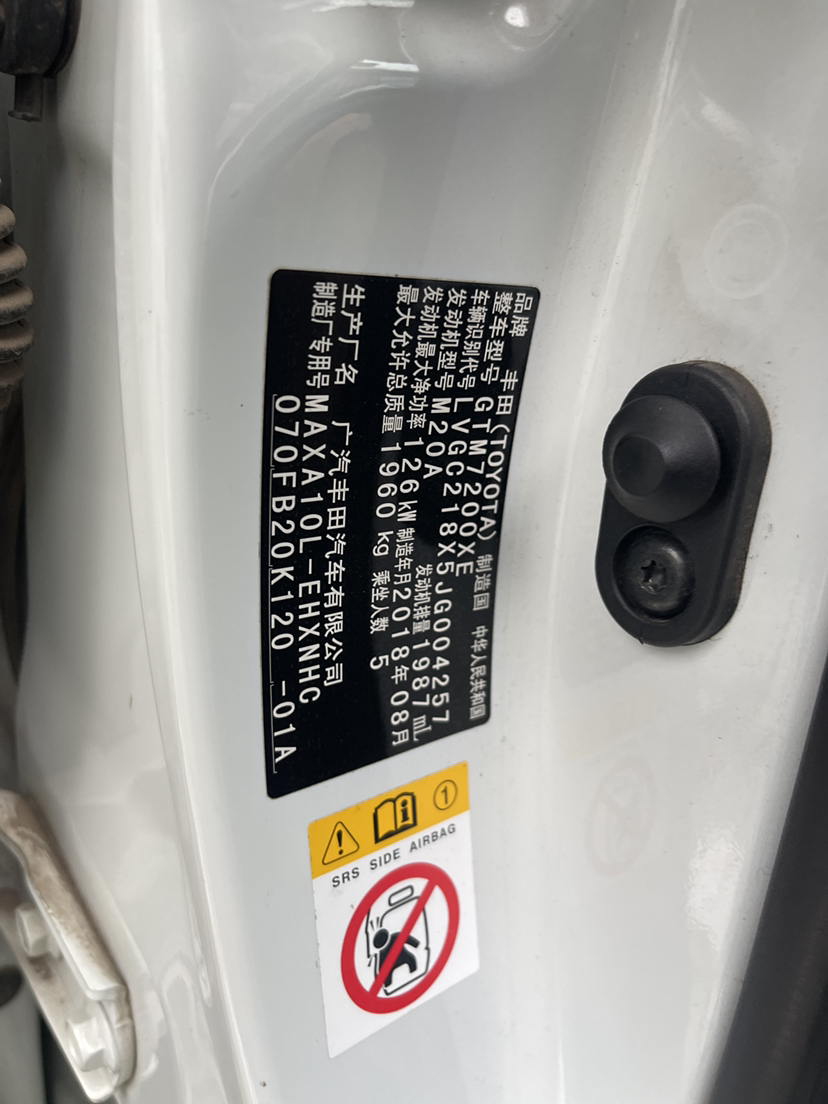 品牌 丰田(TOYOTA) 制造国 中华人民共和国
整车型号 GTM7200XE
车辆识别代号 LVGC218X5JG004257
发动机型号 M20A 发动机排量 1987 mL
发动机最大净功率 126 kW 制造年月 2018年08月
最大允许总质量 1960 kg 乘坐人数 5
生产厂名 广汽丰田汽车有限公司
制造厂专用号 MAXA10L-EHXNHC
070FB20K120 -01A
1
SRS SIDE AIRBAG